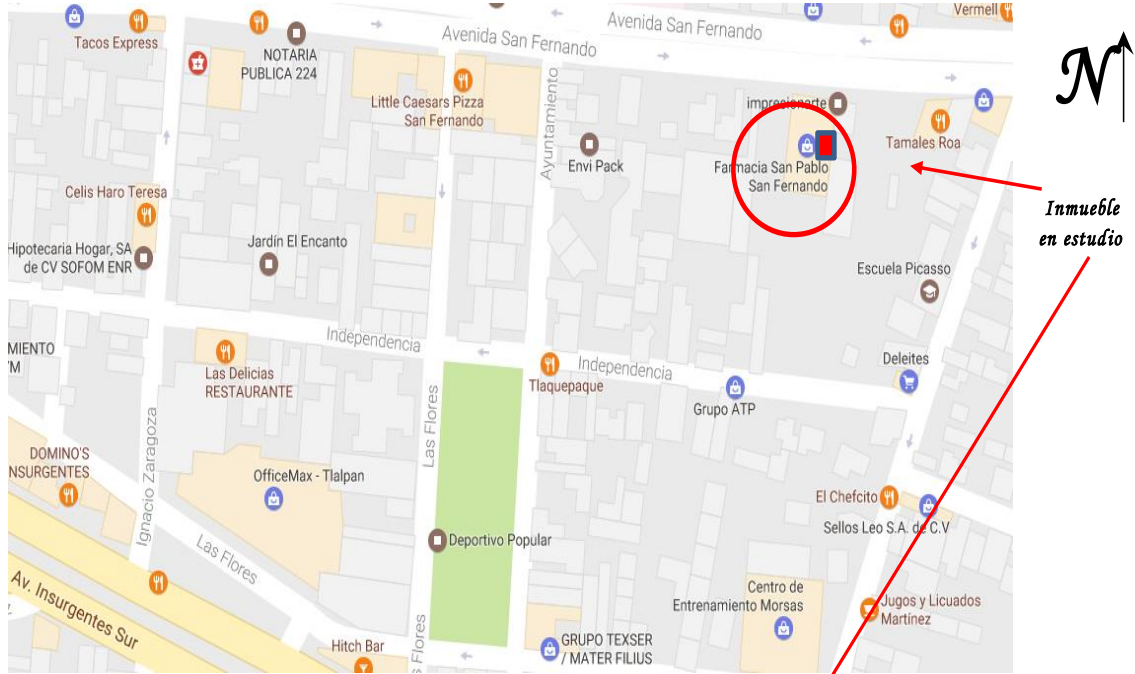 Tacos Express
NOTARIA
PUBLICA 224
Avenida San Fernando
Avenida San Fernando
Vermell
Little Caesars Pizza
San Fernando
Ayuntamiento
Envi Pack
impresionarte
Farmacia San Pablo
San Fernando
Tamales Roa
N
Inmueble
en estudio
Celis Haro Teresa
Hipotecaria Hogar, SA
de CV SOFOM ENR
Jardín El Encanto
Escuela Picasso
Independencia
Independencia
MIENTO
Las Delicias
RESTAURANTE
Las Flores
Tlaquepaque
Grupo ATP
Deleites
Ignacio Zaragoza
DOMINO'S
NSURGENTES
OfficeMax - Tlalpan
El Chefcito
Sellos Leo S.A. de C.V
Las Flores
Deportivo Popular
Av. Insurgentes Sur
Centro de
Entrenamiento Morsas
Jugos y Licuados
Martínez
Hitch Bar
Flores
GRUPO TEXSER
/ MATER FILIUS